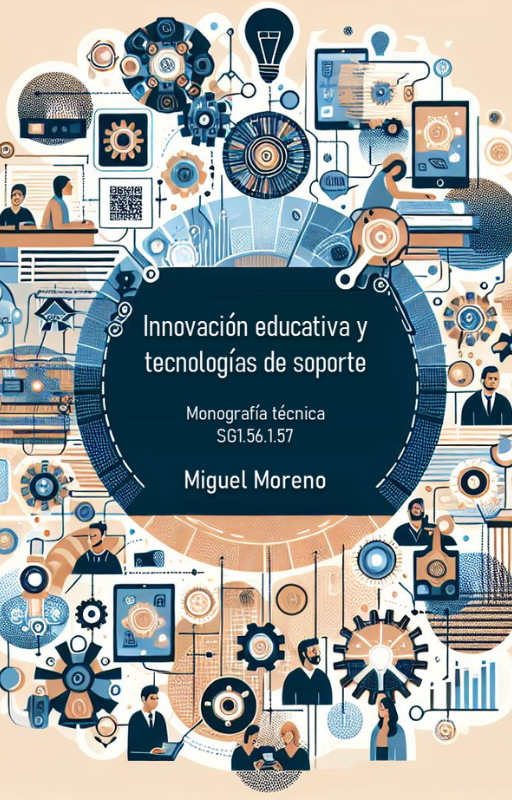 Innovación educativa y
tecnologías de soporte
Monografía técnica
SG1.56.1.57
Miguel Moreno